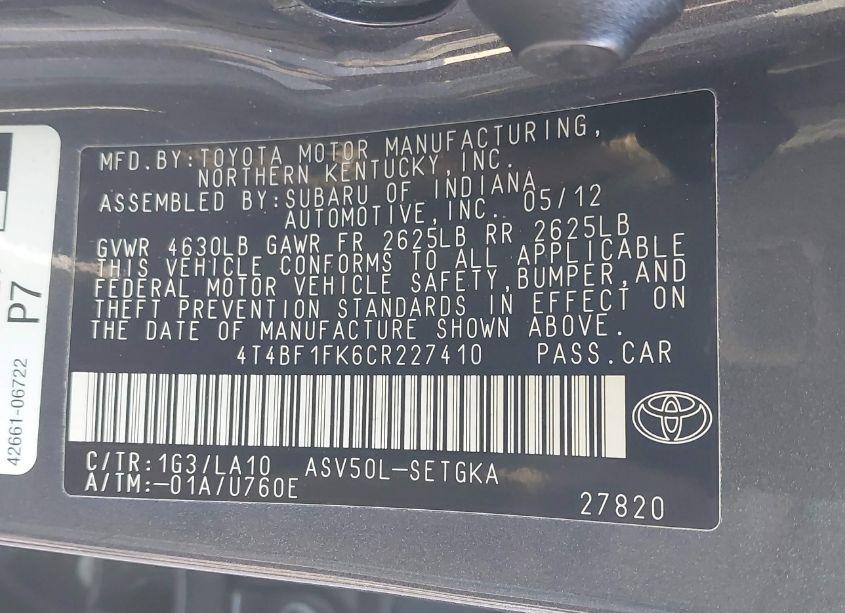 MFD.BY:TOYOTA MOTOR MANUFACTURING,
NORTHERN KENTUCKY,INC.
ASSEMBLED BY:SUBARU OF INDIANA 05/12
AUTOMOTIVE,INC.
GVWR 4630LB GAWR FR 2625LB RR 2625LB
THIS VEHICLE CONFORMS TO ALL APPLICABLE
FEDERAL MOTOR VEHICLE SAFETY,BUMPER,AND
THEFT PREVENTION STANDARDS IN EFFECT ON
THE DATE OF MANUFACTURE SHOWN ABOVE.
4T4BF1FK6CR227410 PASS.CAR
C/TR:1G3/LA10 ASV50L-SETGKA
A/TM:-01A/U760E
27820
P7
42661-06722